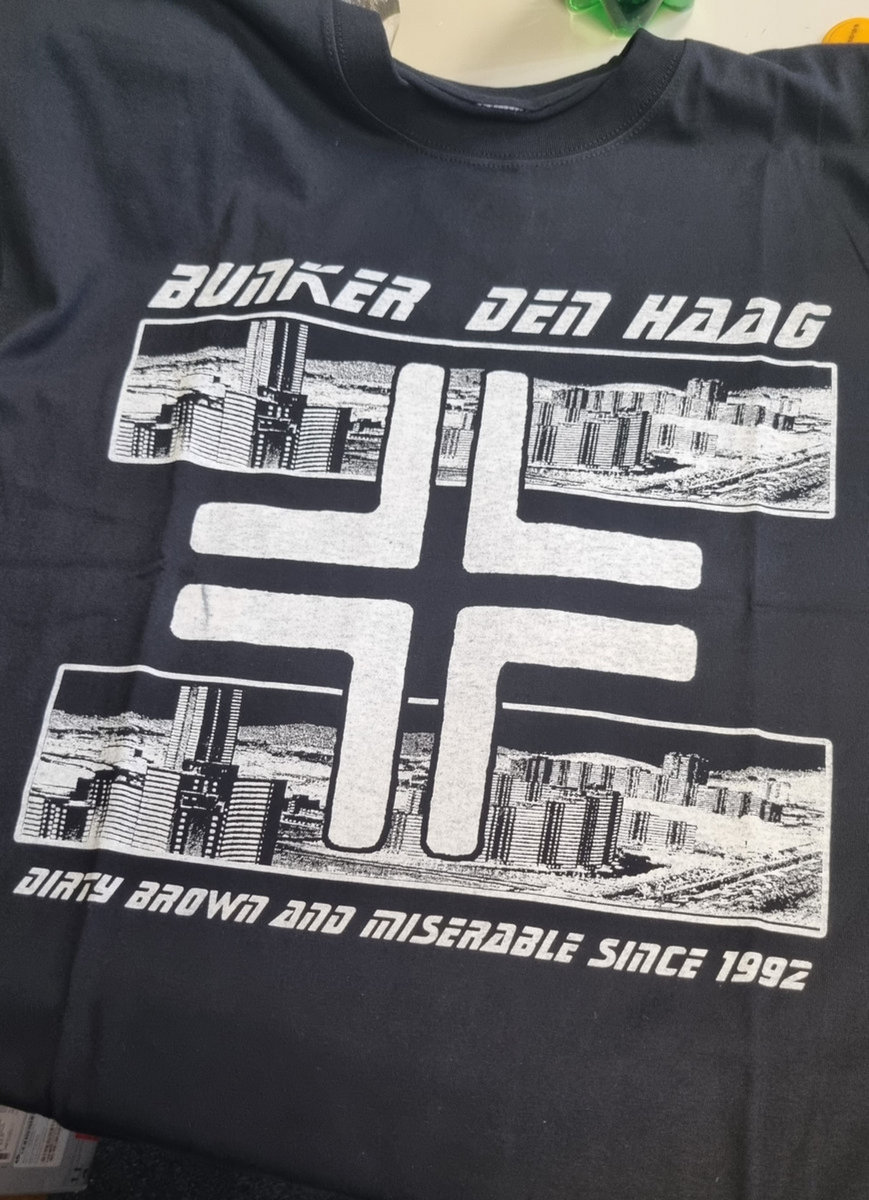 BUNKER DEN HAAG
DIRTY BROWN AND MISERABLE SINCE 1992